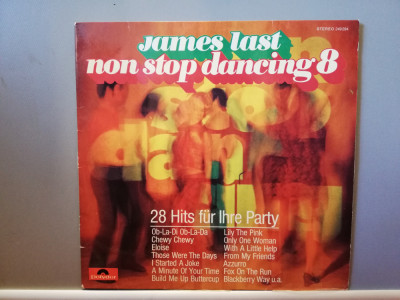 STEREO 249294
James Last
non stop dancing 8
28 Hits für Ihre Party
Ob-La-Di Ob-La-Da
Chewy Chewy
Eloise
Those Were The Days
I Started A Joke
A Minute Of Your Time
Build Me Up Buttercup
Lily The Pink
Only One Woman
With A Little Help
From My Friends
Azzurro
Fox On The Run
Blackberry Way u.a.
Polydor